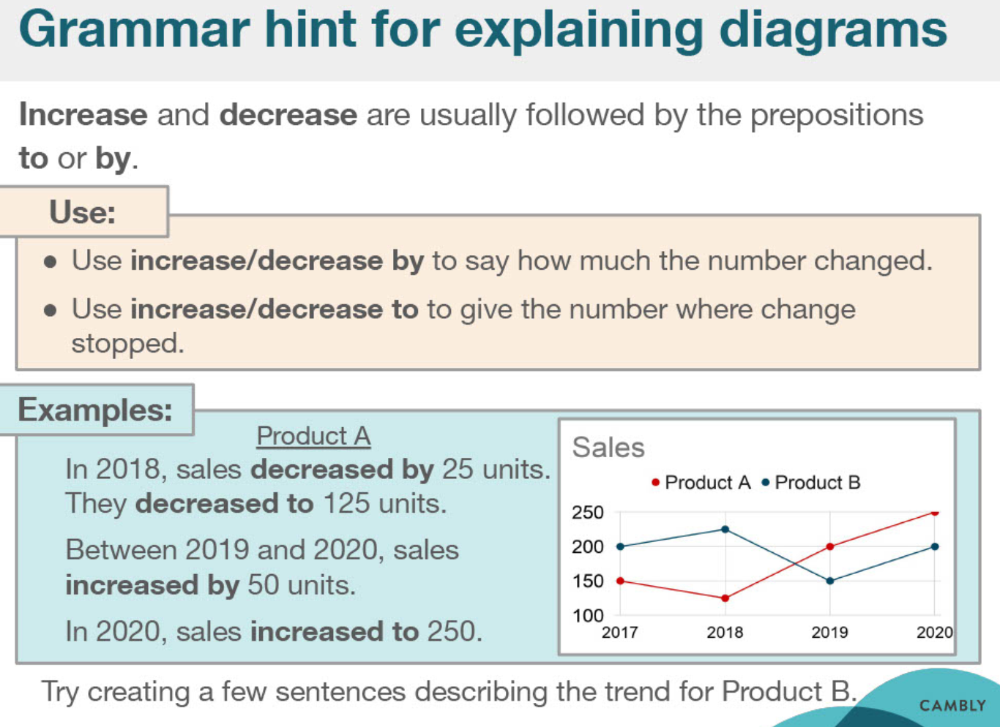 Grammar hint for explaining diagrams
Increase and decrease are usually followed by the prepositions
to or by.
Use:
● Use increase/decrease by to say how much the number changed.
● Use increase/decrease to to give the number where change
stopped.
Examples:
Product A
In 2018, sales decreased by 25 units.
They decreased to 125 units.
Between 2019 and 2020, sales
increased by 50 units.
In 2020, sales increased to 250.
Sales
Product A Product B
250
200
150
100
2017 2018 2019 2020
Try creating a few sentences describing the trend for Product B.
CAMBLY